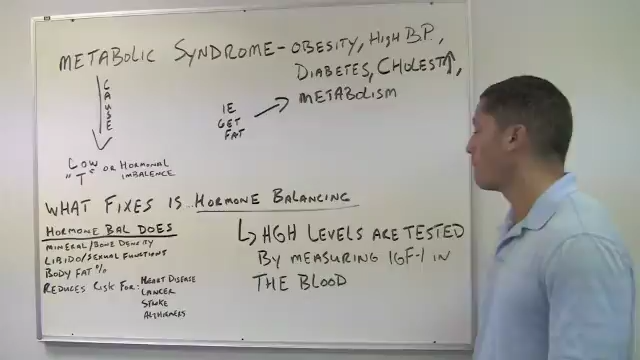 METABOLIC SYNDROME - OBESITY, HIGH B.P.,
DIABETES, CHOLEST↑,
METABOLISM
IE
GET
FAT
CAUSE
LOW
"T" OR HORMONAL
IMBALENCE
WHAT FIXES IS... HORMONE BALANCING
HORMONE BAL DOES
MINERAL/BONE DENSITY
LIBIDO/SEXUAL FUNCTIONS
BODY FAT %
REDUCES RISK FOR: HEART DISEASE
CANCER
STROKE
ALZHIEMERS
HGH LEVELS ARE TESTED
BY MEASURING IGF-1 IN
THE BLOOD